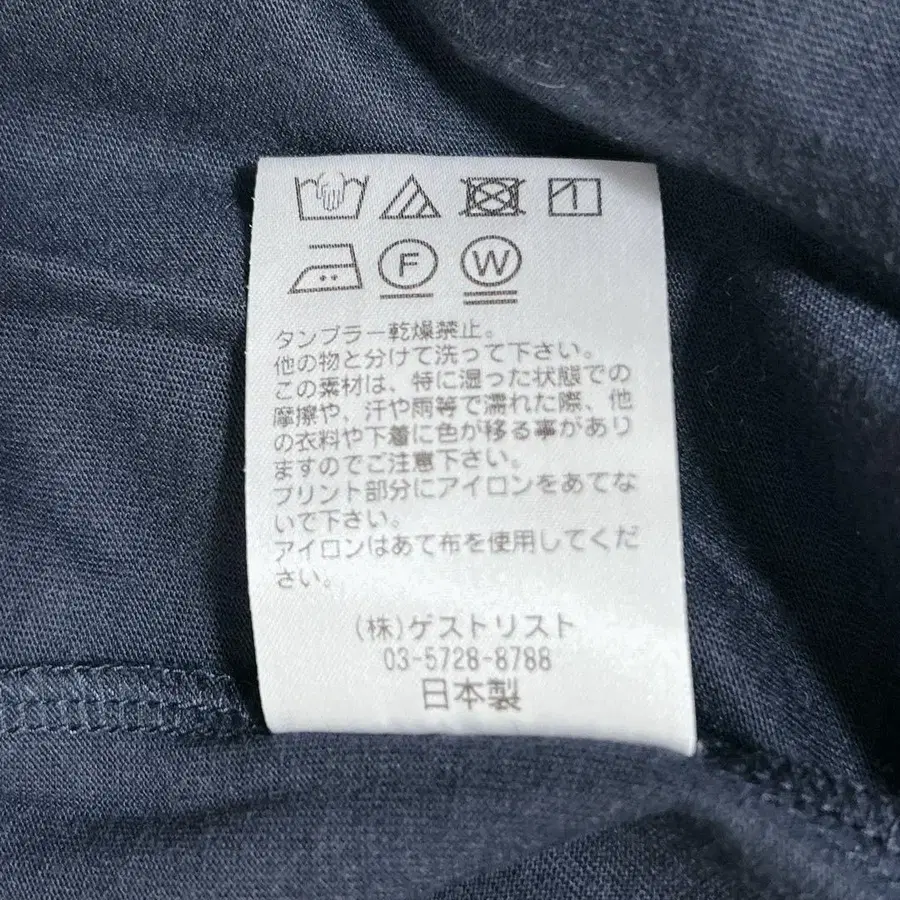 F W
タンブラー乾燥禁止。
他の物と分けて洗って下さい。
この素材は、特に湿った状態での
摩擦や、汗や雨等で濡れた際、他
の衣料や下着に色が移る事があり
ますのでご注意下さい。
プリント部分にアイロンをあてな
いで下さい。
アイロンはあて布を使用してくだ
さい。
(株)ゲストリスト
03-5728-8788
日本製